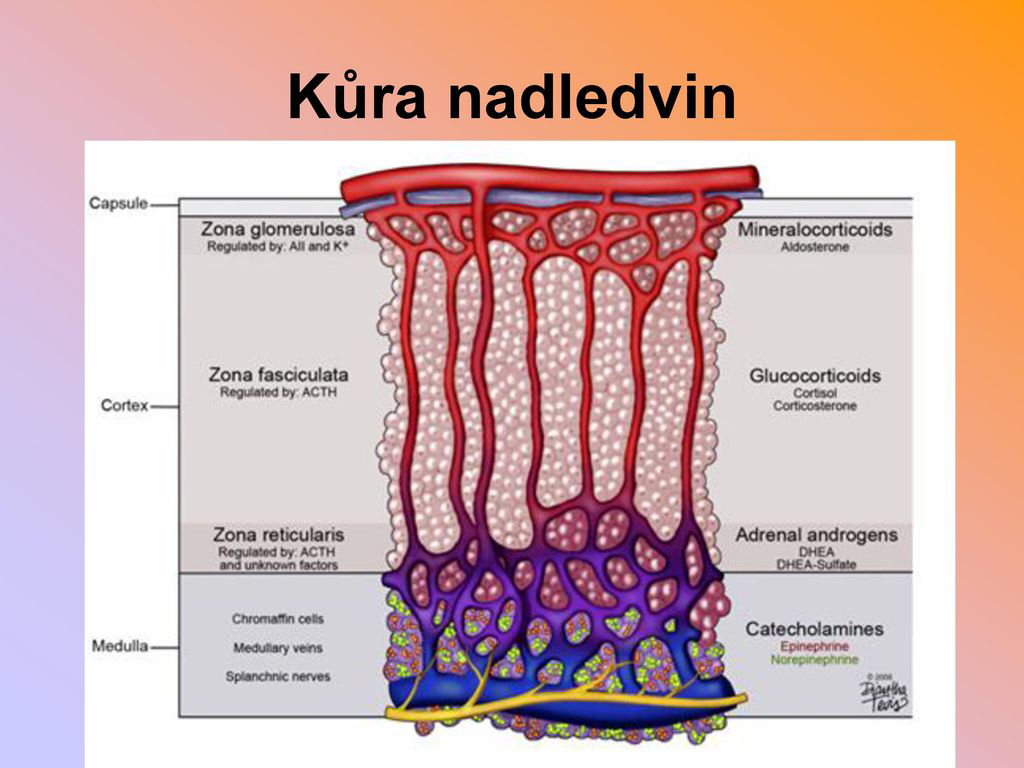 Kůra nadledvin
Capsule
Zona glomerulosa
Regulated by: AII and K⁺
Mineralocorticoids
Aldosterone
Cortex
Zona fasciculata
Regulated by: ACTH
Glucocorticoids
Cortisol
Corticosterone
Zona reticularis
Regulated by: ACTH
and unknown factors
Adrenal androgens
DHEA
DHEA-Sulfate
Medulla
Chromaffin cells
Medullary veins
Splanchnic nerves
Catecholamines
Epinephrine
Norepinephrine
© 2008